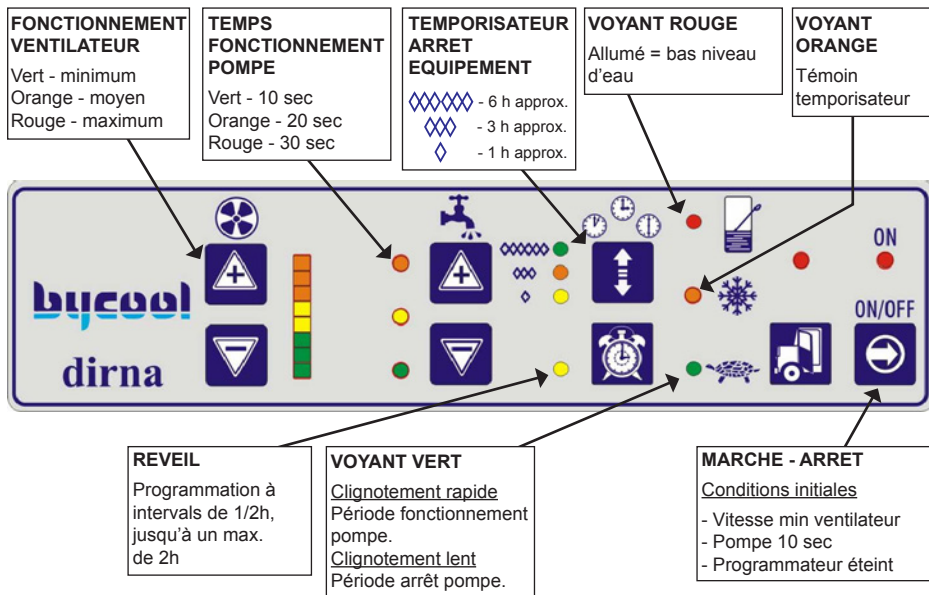 FONCTIONNEMENT
VENTILATEUR
Vert - minimum
Orange - moyen
Rouge - maximum
TEMPS
FONCTIONNEMENT
POMPE
Vert - 10 sec
Orange - 20 sec
Rouge - 30 sec
TEMPORISATEUR
ARRET
EQUIPEMENT
- 6 h approx.
- 3 h approx.
- 1 h approx.
VOYANT ROUGE
Allumé = bas niveau
d'eau
VOYANT
ORANGE
Témoin
temporisateur
ON
bycool
ON/OFF
dirna
REVEIL
Programmation à
intervals de 1/2h,
jusqu'à un max.
de 2h
VOYANT VERT
Clignotement rapide
Période fonctionnement
pompe.
Clignotement lent
Période arrêt pompe.
MARCHE - ARRET
Conditions initiales
- Vitesse min ventilateur
- Pompe 10 sec
- Programmateur éteint